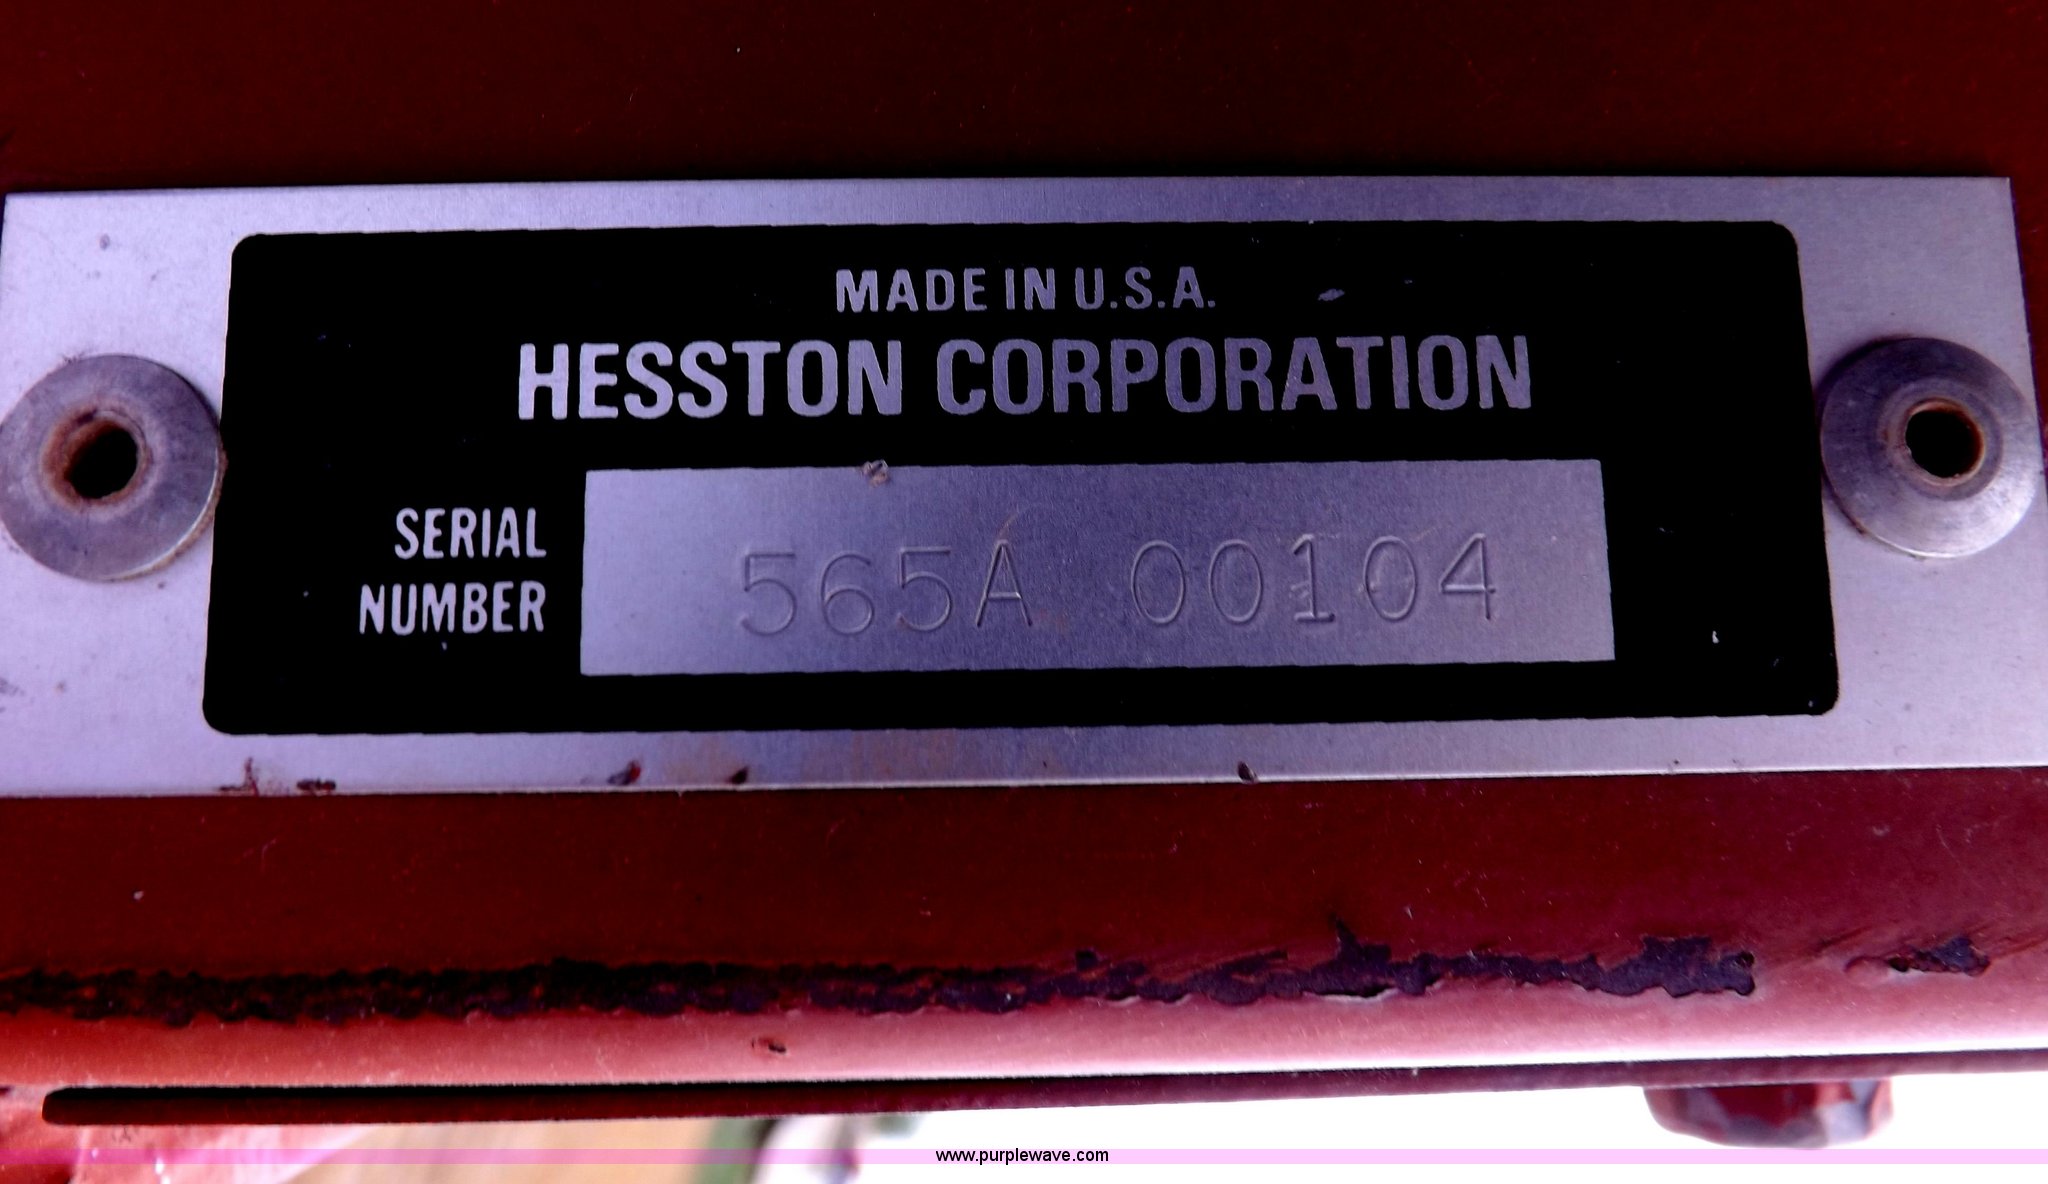 MADE IN U.S.A.
HESSTON CORPORATION
SERIAL
NUMBER
565A 00104
www.purplewave.com